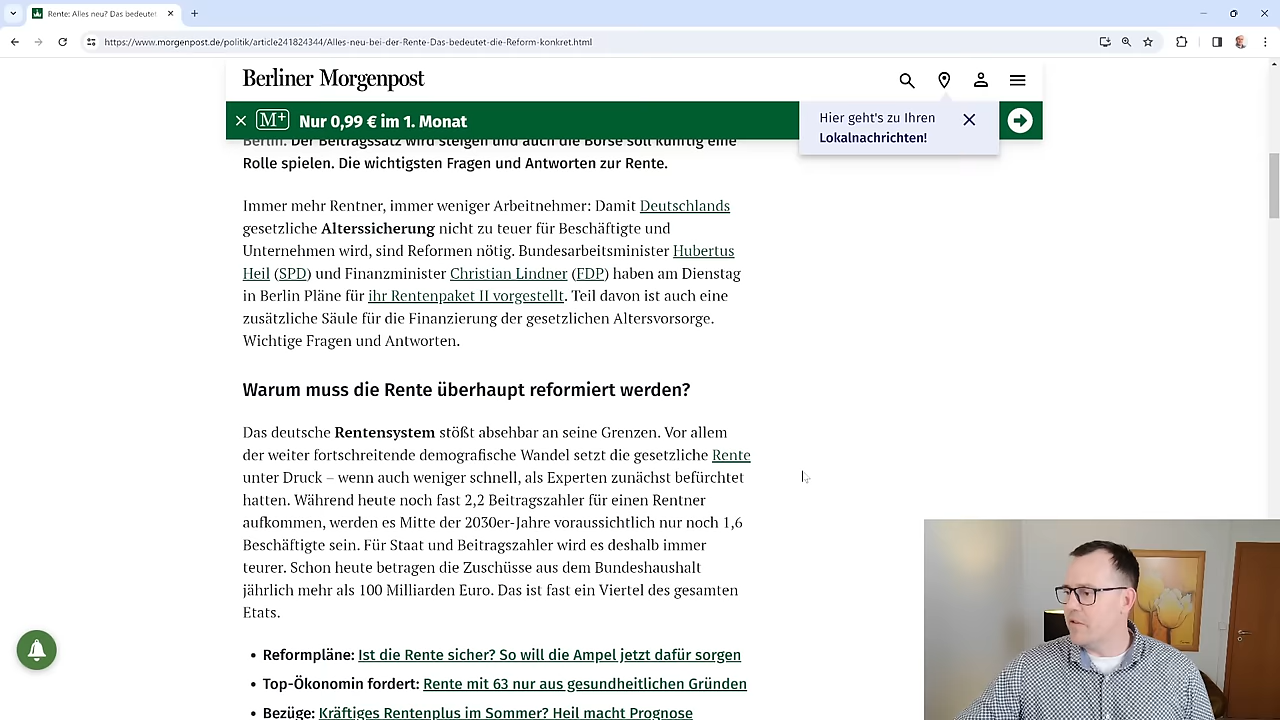 Rente: Alles neu? Das bedeutet
https://www.morgenpost.de/politik/article241824344/Alles-neu-bei-der-Rente-Das-bedeutet-die-Reform-konkret.html
Berliner Morgenpost
M+ Nur 0,99 € im 1. Monat
Hier geht's zu Ihren
Lokalnachrichten!
Berlin. Der Beitragssatz wird steigen und auch die Börse soll künftig eine
Rolle spielen. Die wichtigsten Fragen und Antworten zur Rente.
Immer mehr Rentner, immer weniger Arbeitnehmer: Damit Deutschlands
gesetzliche Alterssicherung nicht zu teuer für Beschäftigte und
Unternehmen wird, sind Reformen nötig. Bundesarbeitsminister Hubertus
Heil (SPD) und Finanzminister Christian Lindner (FDP) haben am Dienstag
in Berlin Pläne für ihr Rentenpaket II vorgestellt. Teil davon ist auch eine
zusätzliche Säule für die Finanzierung der gesetzlichen Altersvorsorge.
Wichtige Fragen und Antworten.
Warum muss die Rente überhaupt reformiert werden?
Das deutsche Rentensystem stößt absehbar an seine Grenzen. Vor allem
der weiter fortschreitende demografische Wandel setzt die gesetzliche Rente
unter Druck – wenn auch weniger schnell, als Experten zunächst befürchtet
hatten. Während heute noch fast 2,2 Beitragszahler für einen Rentner
aufkommen, werden es Mitte der 2030er-Jahre voraussichtlich nur noch 1,6
Beschäftigte sein. Für Staat und Beitragszahler wird es deshalb immer
teurer. Schon heute betragen die Zuschüsse aus dem Bundeshaushalt
jährlich mehr als 100 Milliarden Euro. Das ist fast ein Viertel des gesamten
Etats.
• Reformpläne: Ist die Rente sicher? So will die Ampel jetzt dafür sorgen
• Top-Ökonomin fordert: Rente mit 63 nur aus gesundheitlichen Gründen
• Bezüge: Kräftiges Rentenplus im Sommer? Heil macht Prognose